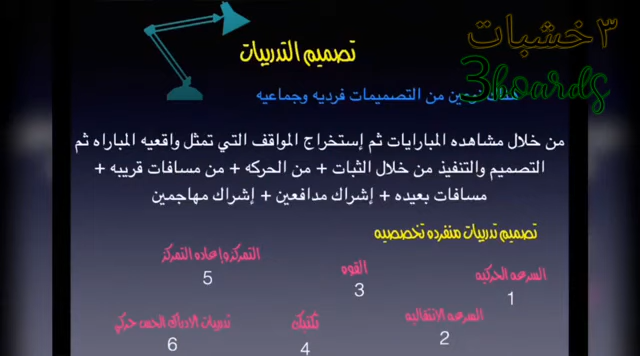 ٣ خشبات
3boards
تصميم التدريبات
من التصميمات فرديه وجماعيه
من خلال مشاهده المبارايات ثم إستخراج المواقف التي تمثل واقعيه المباراه ثم
التصميم والتنفيذ من خلال الثبات + من الحركه + من مسافات قريبه +
مسافات بعيده + إشراك مدافعين + إشراك مهاجمين
تصميم تدريبات منفرده تخصصيه
السرعه الحركيه
1
السرعه الانتقاليه
2
القوه
3
تكتيك
4
التمركز وإعاده التمركز
5
تدريبات الادراك الحس حركي
6